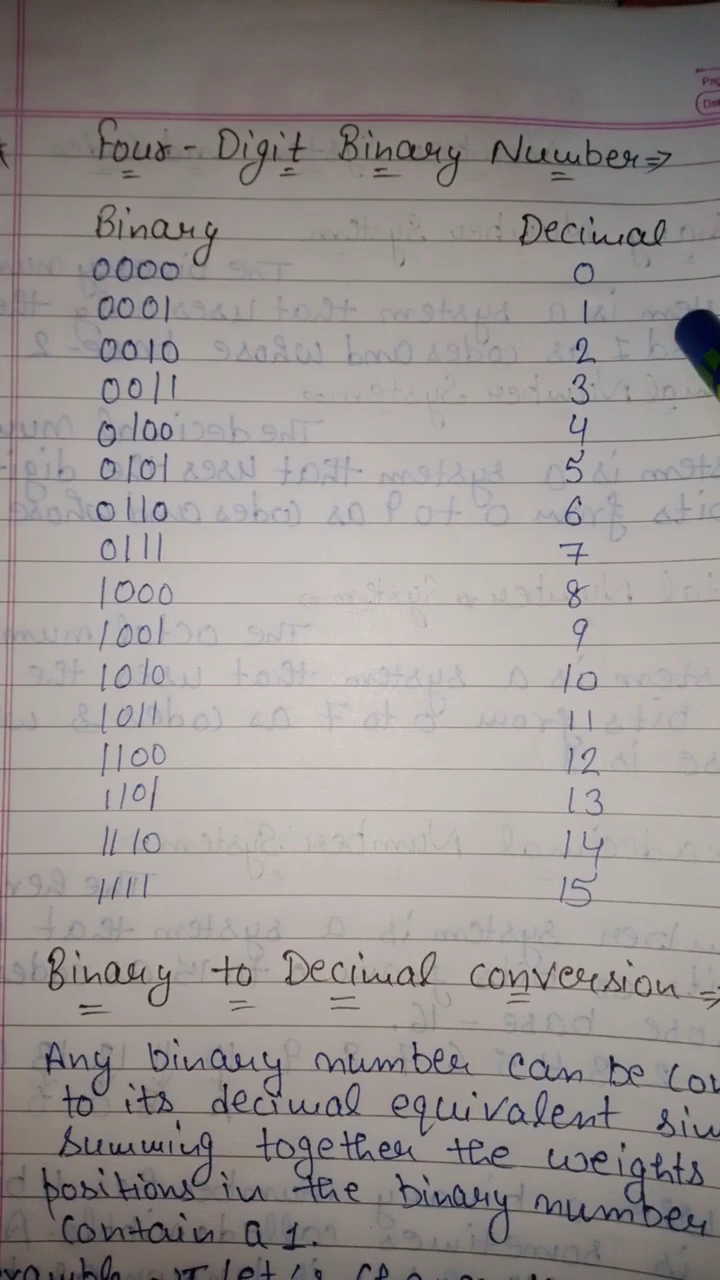 Four-Digit Binary Number⇒
Binary Decimal
0000 0
0001 1
0010 2
0011 3
0100 4
0101 5
0110 6
0111 7
1000 8
1001 9
1010 10
1011 11
1100 12
1101 13
1110 14
1111 15
Binary to Decimal conversion ⇒
Any binary number can be
to its decimal equivalent
summing together the weights
positions in the binary number
contain a 1.